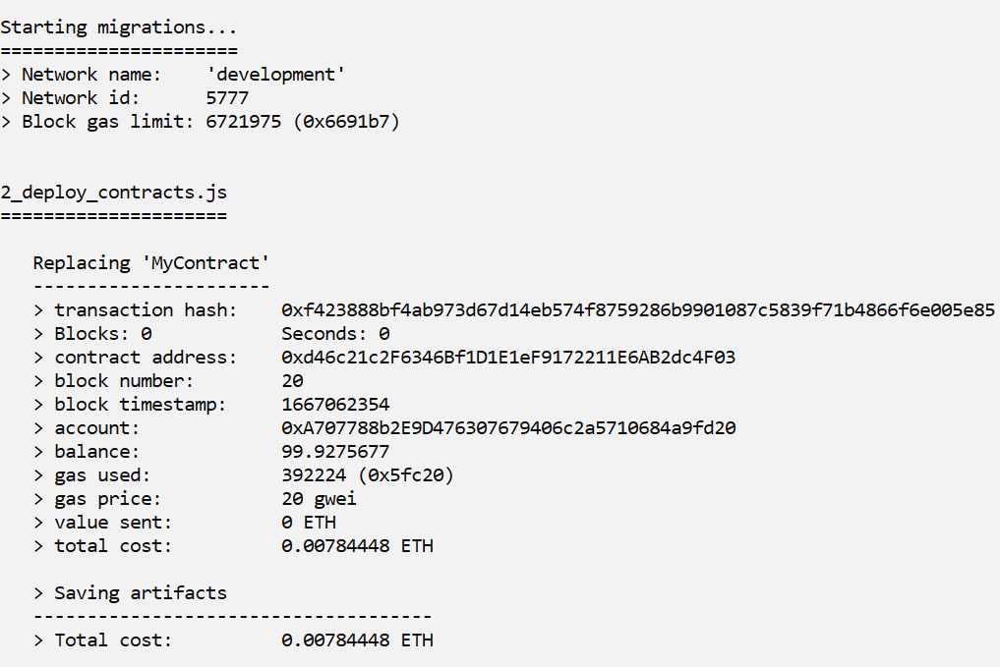 Starting migrations...
======================
> Network name:    'development'
> Network id:      5777
> Block gas limit: 6721975 (0x6691b7)
2_deploy_contracts.js
=====================
Replacing 'MyContract'
----------------------
> transaction hash:    0xf423888bf4ab973d67d14eb574f8759286b9901087c5839f71b4866f6e005e85
> Blocks: 0            Seconds: 0
> contract address:    0xd46c21c2F6346Bf1D1E1eF9172211E6AB2dc4F03
> block number:        20
> block timestamp:     1667062354
> account:             0xA707788b2E9D476307679406c2a5710684a9fd20
> balance:             99.9275677
> gas used:            392224 (0x5fc20)
> gas price:           20 gwei
> value sent:          0 ETH
> total cost:          0.00784448 ETH
> Saving artifacts
-------------------------------------
> Total cost:          0.00784448 ETH